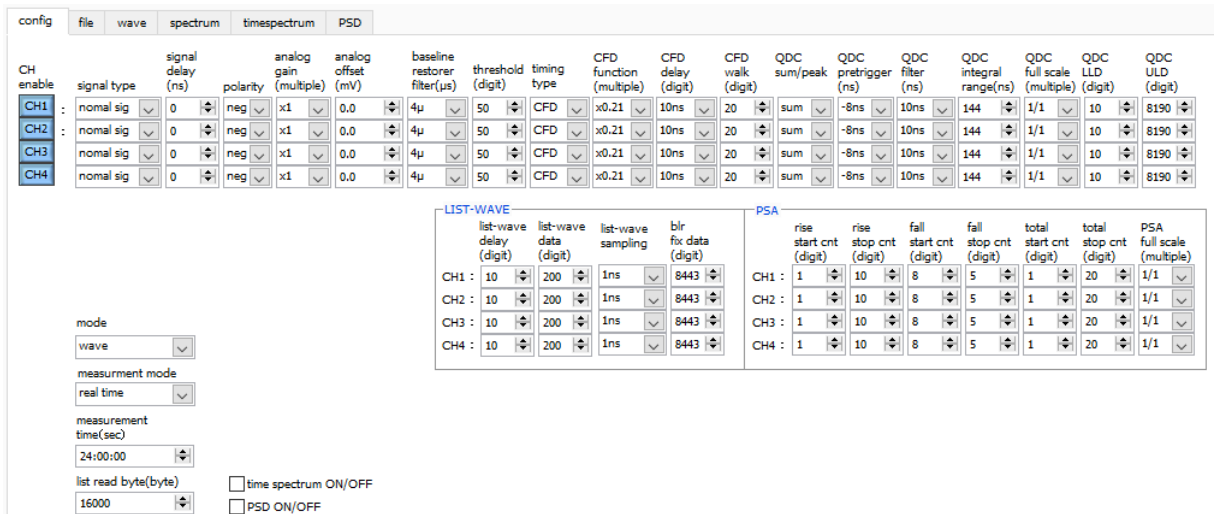 config file wave spectrum timespectrum PSD
CH enable signal type signal delay (ns) polarity analog gain (multiple) analog offset (mV) baseline restorer filter(μs) threshold (digit) timing type CFD function (multiple) CFD delay (digit) CFD walk (digit) QDC sum/peak QDC pretrigger (ns) QDC filter (ns) QDC integral range(ns) QDC full scale (multiple) QDC LLD (digit) QDC ULD (digit)
CH1 : nomal sig 0 neg x1 0.0 4μ 50 CFD x0.21 10ns 20 sum -8ns 10ns 144 1/1 10 8190
CH2 : nomal sig 0 neg x1 0.0 4μ 50 CFD x0.21 10ns 20 sum -8ns 10ns 144 1/1 10 8190
CH3 nomal sig 0 neg x1 0.0 4μ 50 CFD x0.21 10ns 20 sum -8ns 10ns 144 1/1 10 8190
CH4 nomal sig 0 neg x1 0.0 4μ 50 CFD x0.21 10ns 20 sum -8ns 10ns 144 1/1 10 8190
LIST-WAVE
list-wave delay (digit) list-wave data (digit) list-wave sampling blr fix data (digit)
CH1 : 10 200 1ns 8443
CH2 : 10 200 1ns 8443
CH3 : 10 200 1ns 8443
CH4 : 10 200 1ns 8443
PSA
rise start cnt (digit) rise stop cnt (digit) fall start cnt (digit) fall stop cnt (digit) total start cnt (digit) total stop cnt (digit) PSA full scale (multiple)
CH1 : 1 10 8 5 1 20 1/1
CH2 : 1 10 8 5 1 20 1/1
CH3 : 1 10 8 5 1 20 1/1
CH4 : 1 10 8 5 1 20 1/1
mode
wave
measurment mode
real time
measurement
time(sec)
24:00:00
list read byte(byte)
16000
time spectrum ON/OFF
PSD ON/OFF